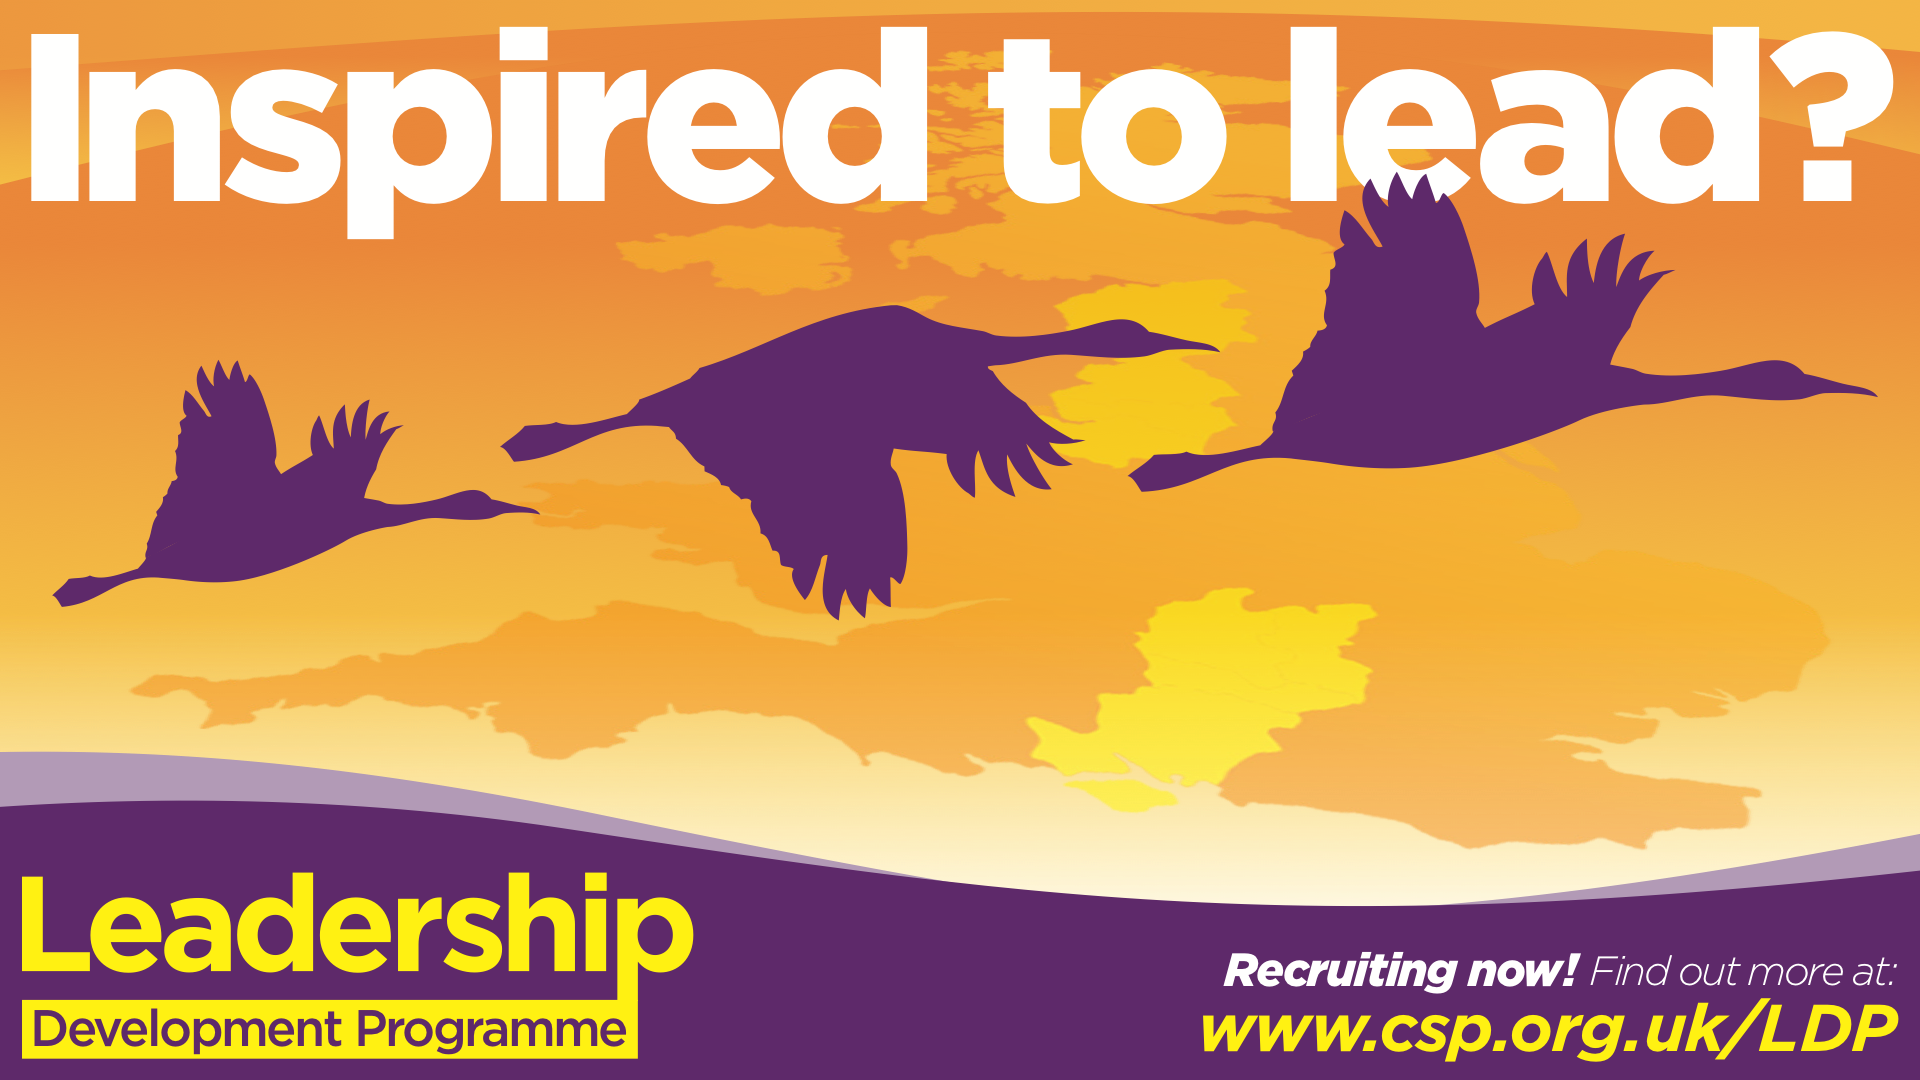 Inspired to lead?
Leadership
Development Programme
Recruiting now! Find out more at:
www.csp.org.uk/LDP